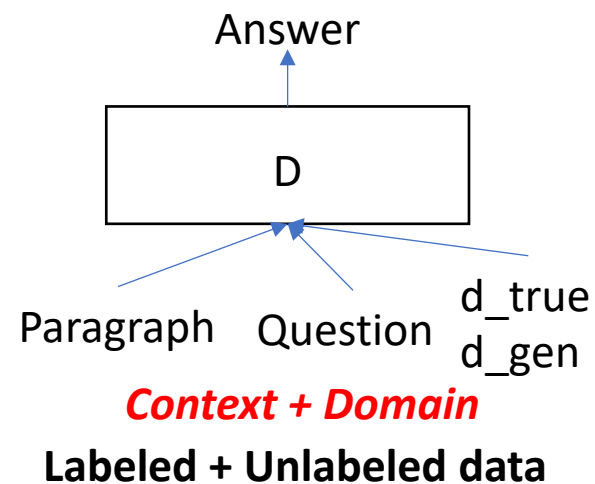 Answer
D
Paragraph Question d_true
d_gen
Context + Domain
Labeled + Unlabeled data